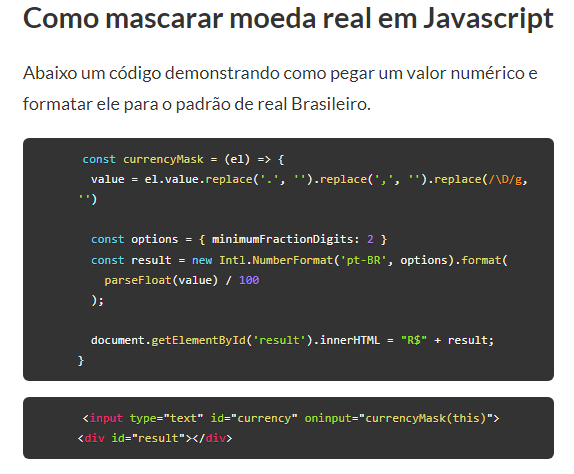 Como mascarar moeda real em Javascript
Abaixo um código demonstrando como pegar um valor numérico e
formatar ele para o padrão de real Brasileiro.
const currencyMask = (el) => {
value = el.value.replace('.', '').replace(',', '').replace(/\D/g,
'')
const options = { minimumFractionDigits: 2 }
const result = new Intl.NumberFormat('pt-BR', options).format(
parseFloat(value) / 100
);
document.getElementById('result').innerHTML = "R$" + result;
}
<input type="text" id="currency" oninput="currencyMask(this)">
<div id="result"></div>